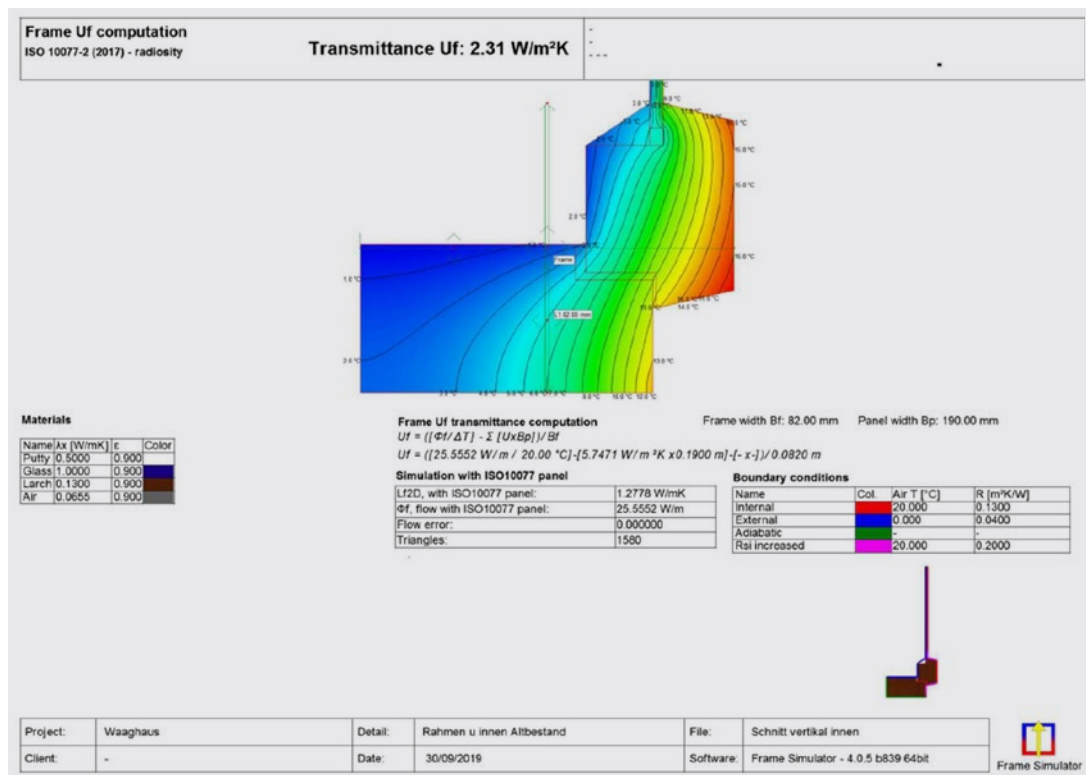 Frame Uf computation
ISO 10077-2 (2017) - radiosity
Transmittance Uf: 2.31 W/m²K
Frame
L1 82.00 mm
Materials
Name λx [W/mK] ε Color
Putty 0.5000 0.900
Glass 1.0000 0.900
Larch 0.1300 0.900
Air 0.0655 0.900
Frame Uf transmittance computation
Frame width Bf: 82.00 mm Panel width Bp: 190.00 mm
Uf = ([Φf/ΔT] - Σ [UxBp])/ Bf
Uf = ([25.5552 W/m / 20.00 °C]-[5.7471 W/m ²K x0.1900 m]-[- x-])/ 0.0820 m
Simulation with ISO10077 panel
Lf2D, with ISO10077 panel: 1.2778 W/mK
Φf, flow with ISO10077 panel: 25.5552 W/m
Flow error: 0.000000
Triangles: 1580
Boundary conditions
Name Col. Air T [°C] R [m²K/W]
Internal 20.000 0.1300
External 0.000 0.0400
Adiabatic - -
Rsi increased 20.000 0.2000
Project: Waaghaus Detail: Rahmen u innen Altbestand File: Schnitt vertikal innen
Client: - Date: 30/09/2019 Software: Frame Simulator - 4.0.5 b839 64bit
Frame Simulator